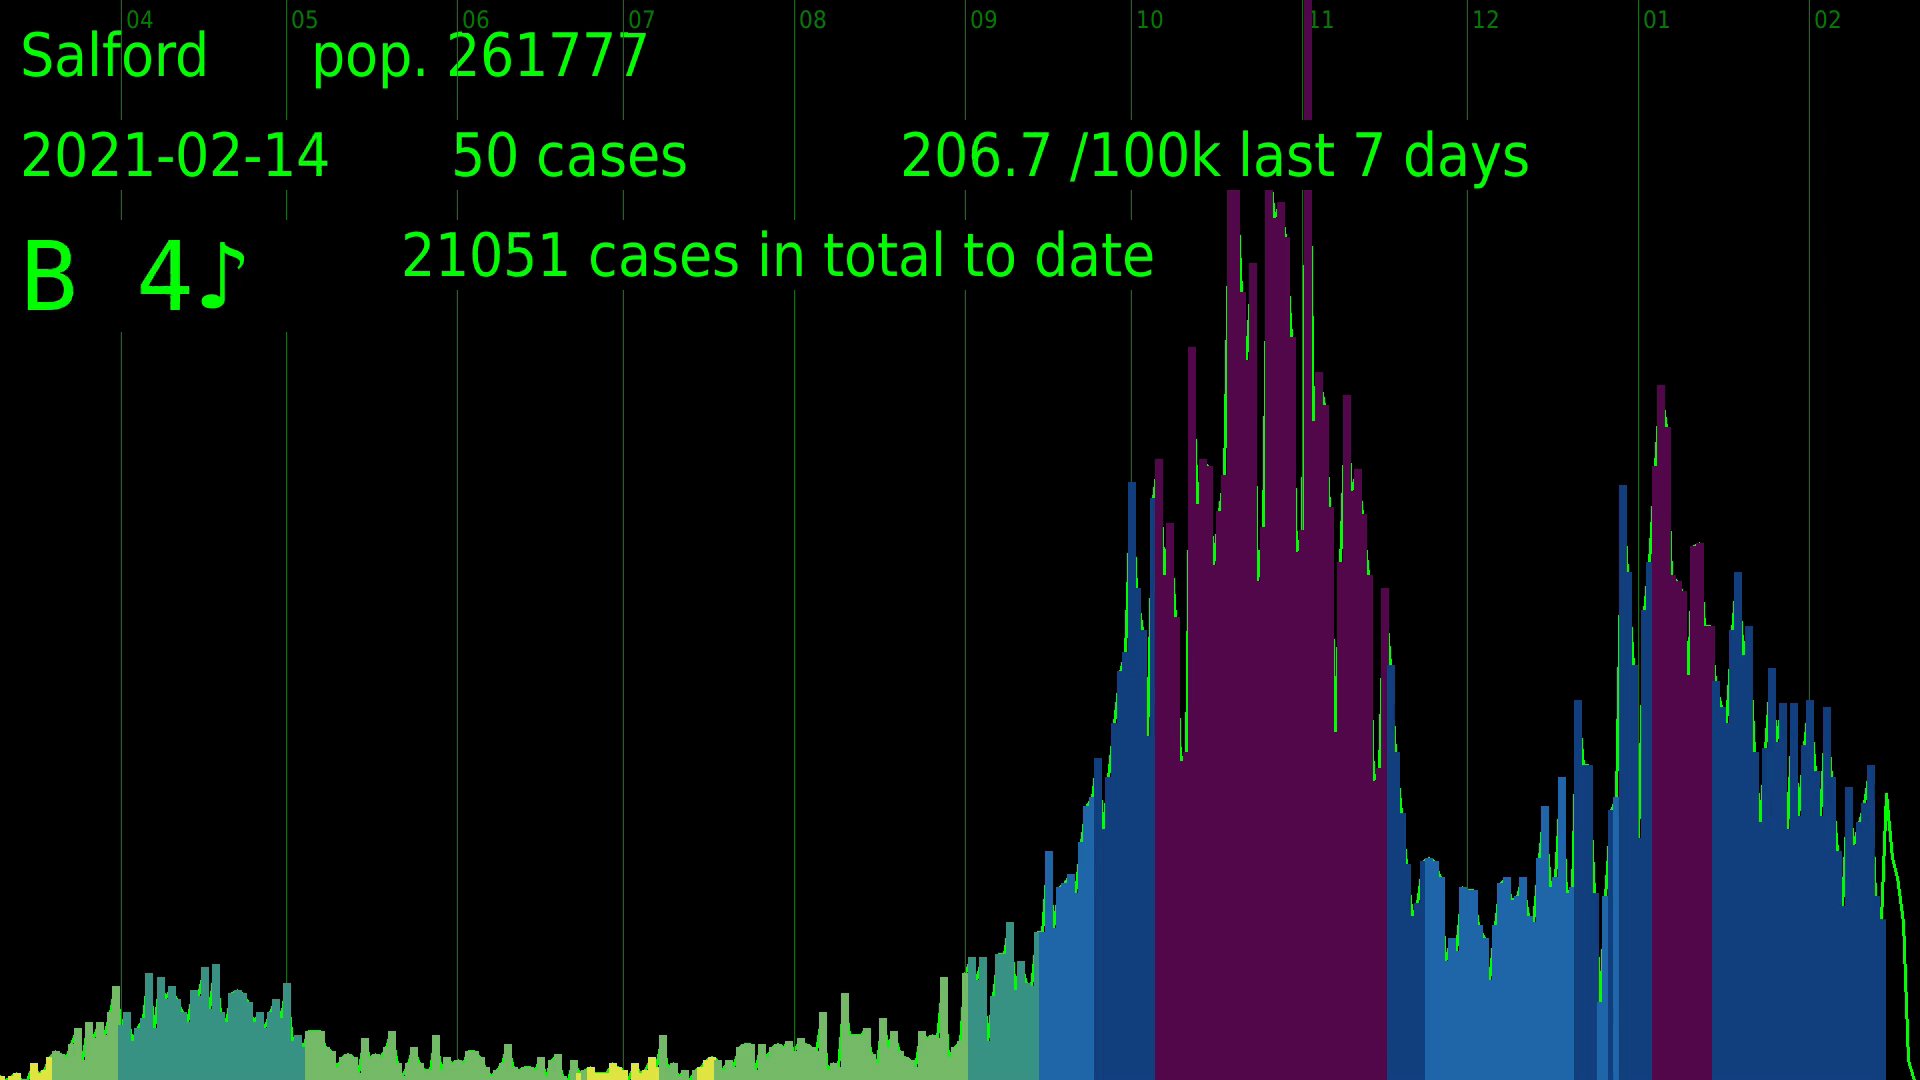 04 05 06 07 08 09 10 11 12 01 02
Salford pop. 261777
2021-02-14 50 cases 206.7 /100k last 7 days
B 4♪ 21051 cases in total to date